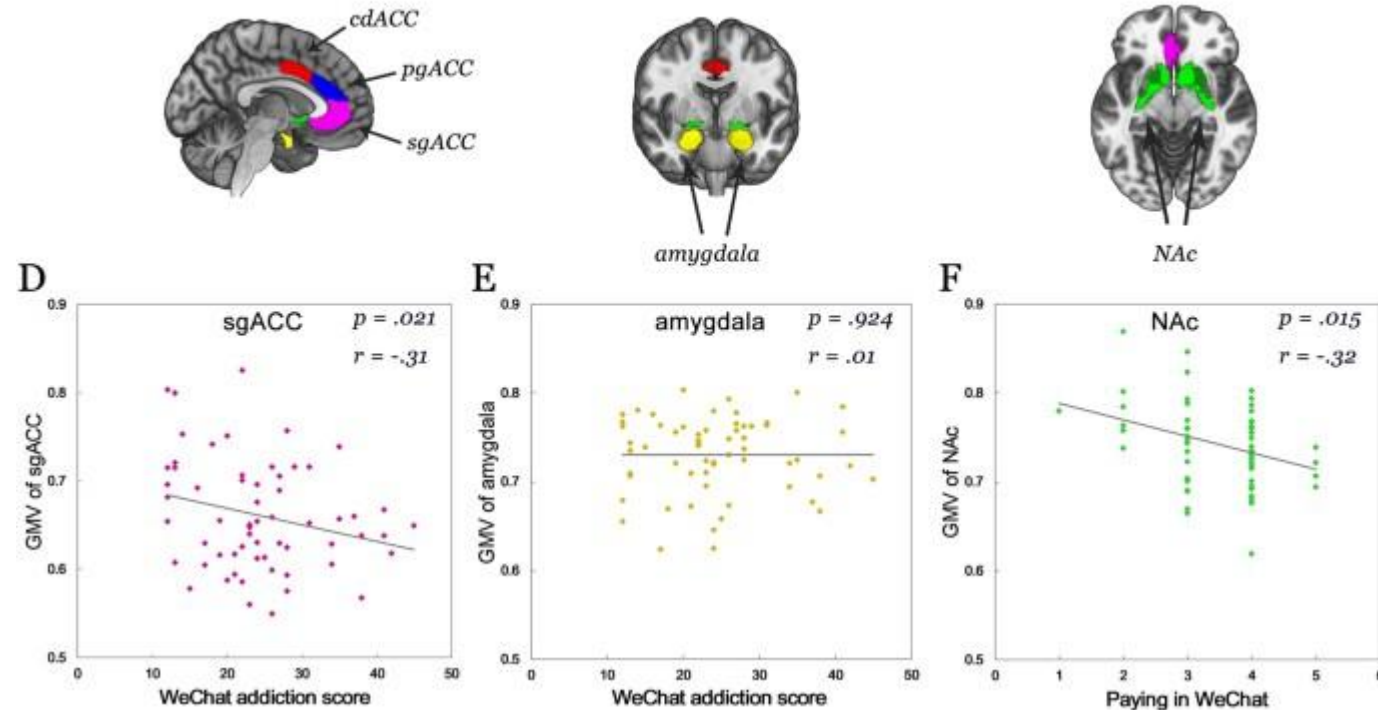 cdACC
pgACC
sgACC
amygdala
NAc
D
sgACC
p = .021
r = -.31
GMV of sgACC
0.9
0.8
0.7
0.6
0.5
0 10 20 30 40 50
WeChat addiction score
E
amygdala
p = .924
r = .01
GMV of amygdala
0.9
0.8
0.7
0.6
0.5
0 10 20 30 40 50
WeChat addiction score
F
NAc
p = .015
r = -.32
GMV of NAc
0.9
0.8
0.7
0.6
0.5
0 1 2 3 4 5 6
Paying in WeChat